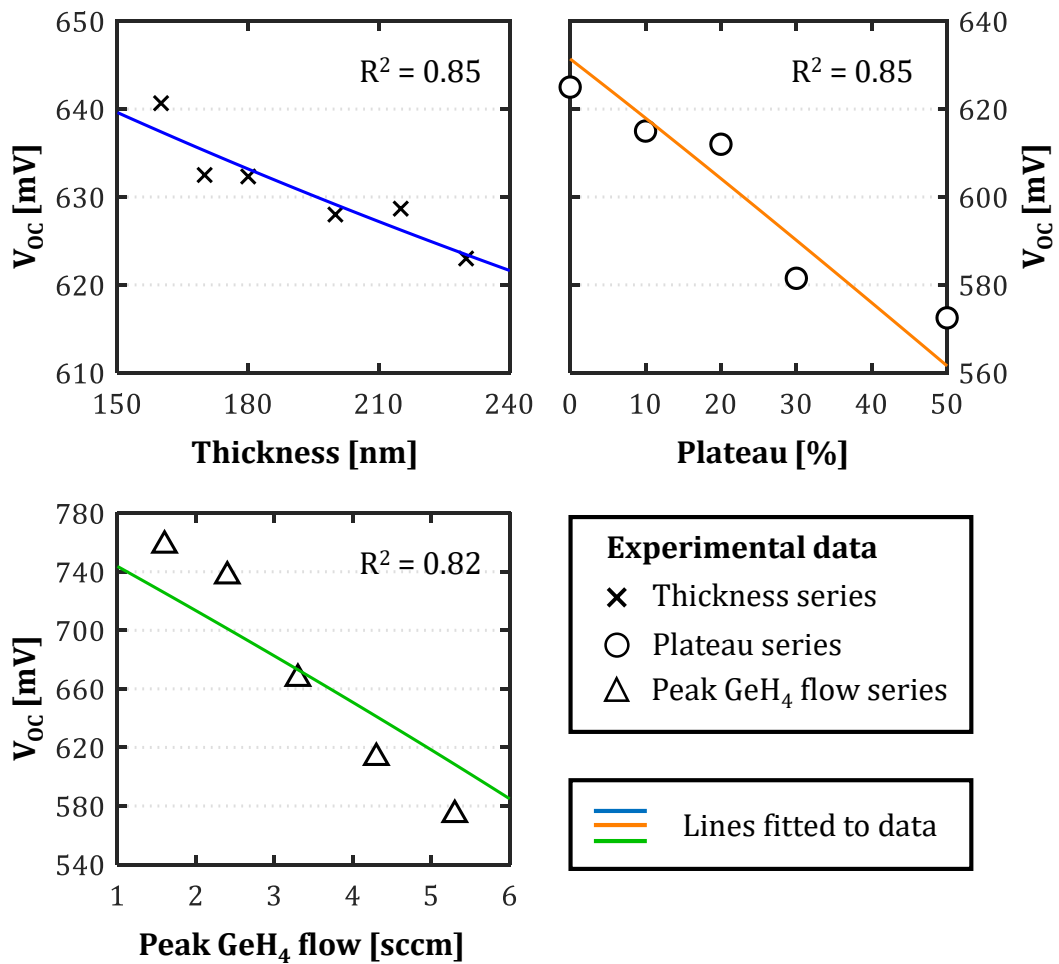 650
640
630
620
610
V_OC [mV]
R² = 0.85
150 180 210 240
Thickness [nm]
640
620
600
580
560
V_OC [mV]
R² = 0.85
0 10 20 30 40 50
Plateau [%]
780
740
700
660
620
580
540
V_OC [mV]
R² = 0.82
1 2 3 4 5 6
Peak GeH₄ flow [sccm]
Experimental data
Thickness series
Plateau series
Peak GeH₄ flow series
Lines fitted to data